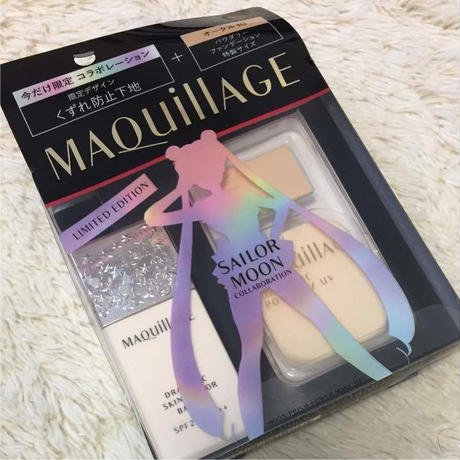 今だけ限定 コラボレーション
限定デザイン
くずれ防止下地
+
オークル10
パウダリー
ファンデーション
特製サイズ
MAQuillAGE
LIMITED EDITION
SAILOR
MOON
COLLABORATION
MAQuillAGE
SPF
UV